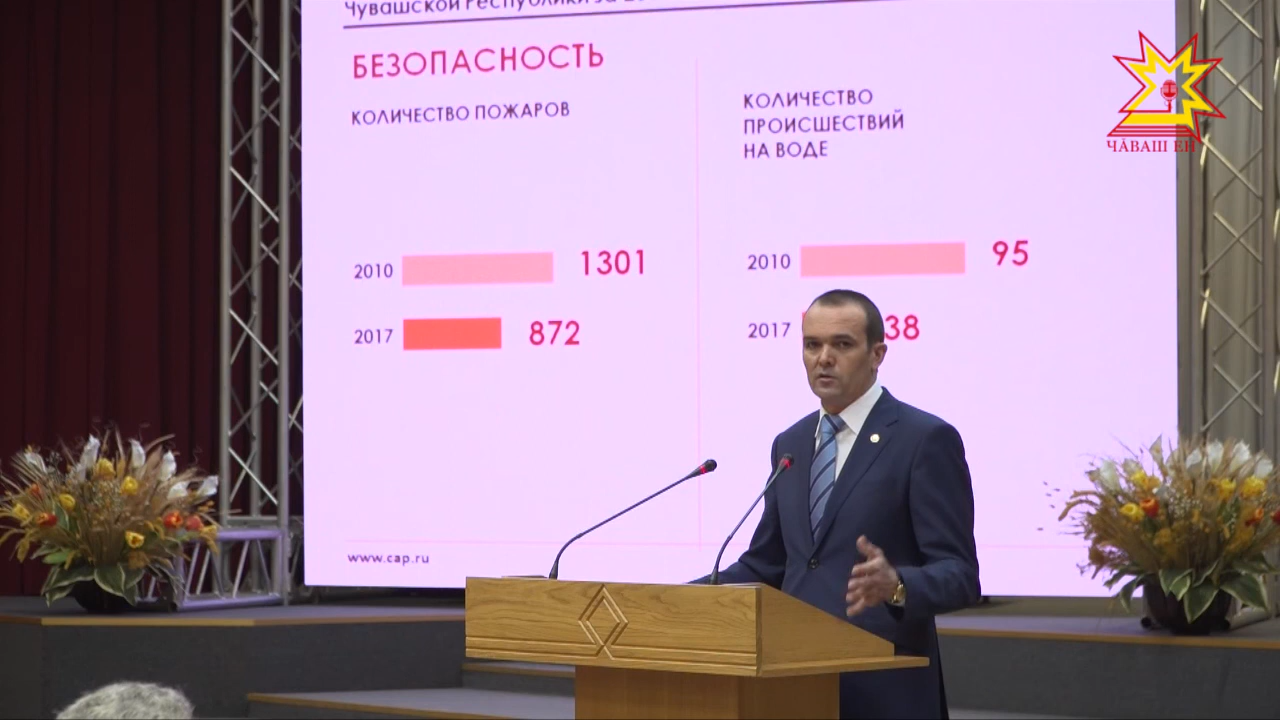 Чувашской Республики за
БЕЗОПАСНОСТЬ
КОЛИЧЕСТВО ПОЖАРОВ
2010 1301
2017 872
КОЛИЧЕСТВО
ПРОИСШЕСТВИЙ
НА ВОДЕ
2010 95
2017 38
www.cap.ru
ЧӐВАШ ЕН